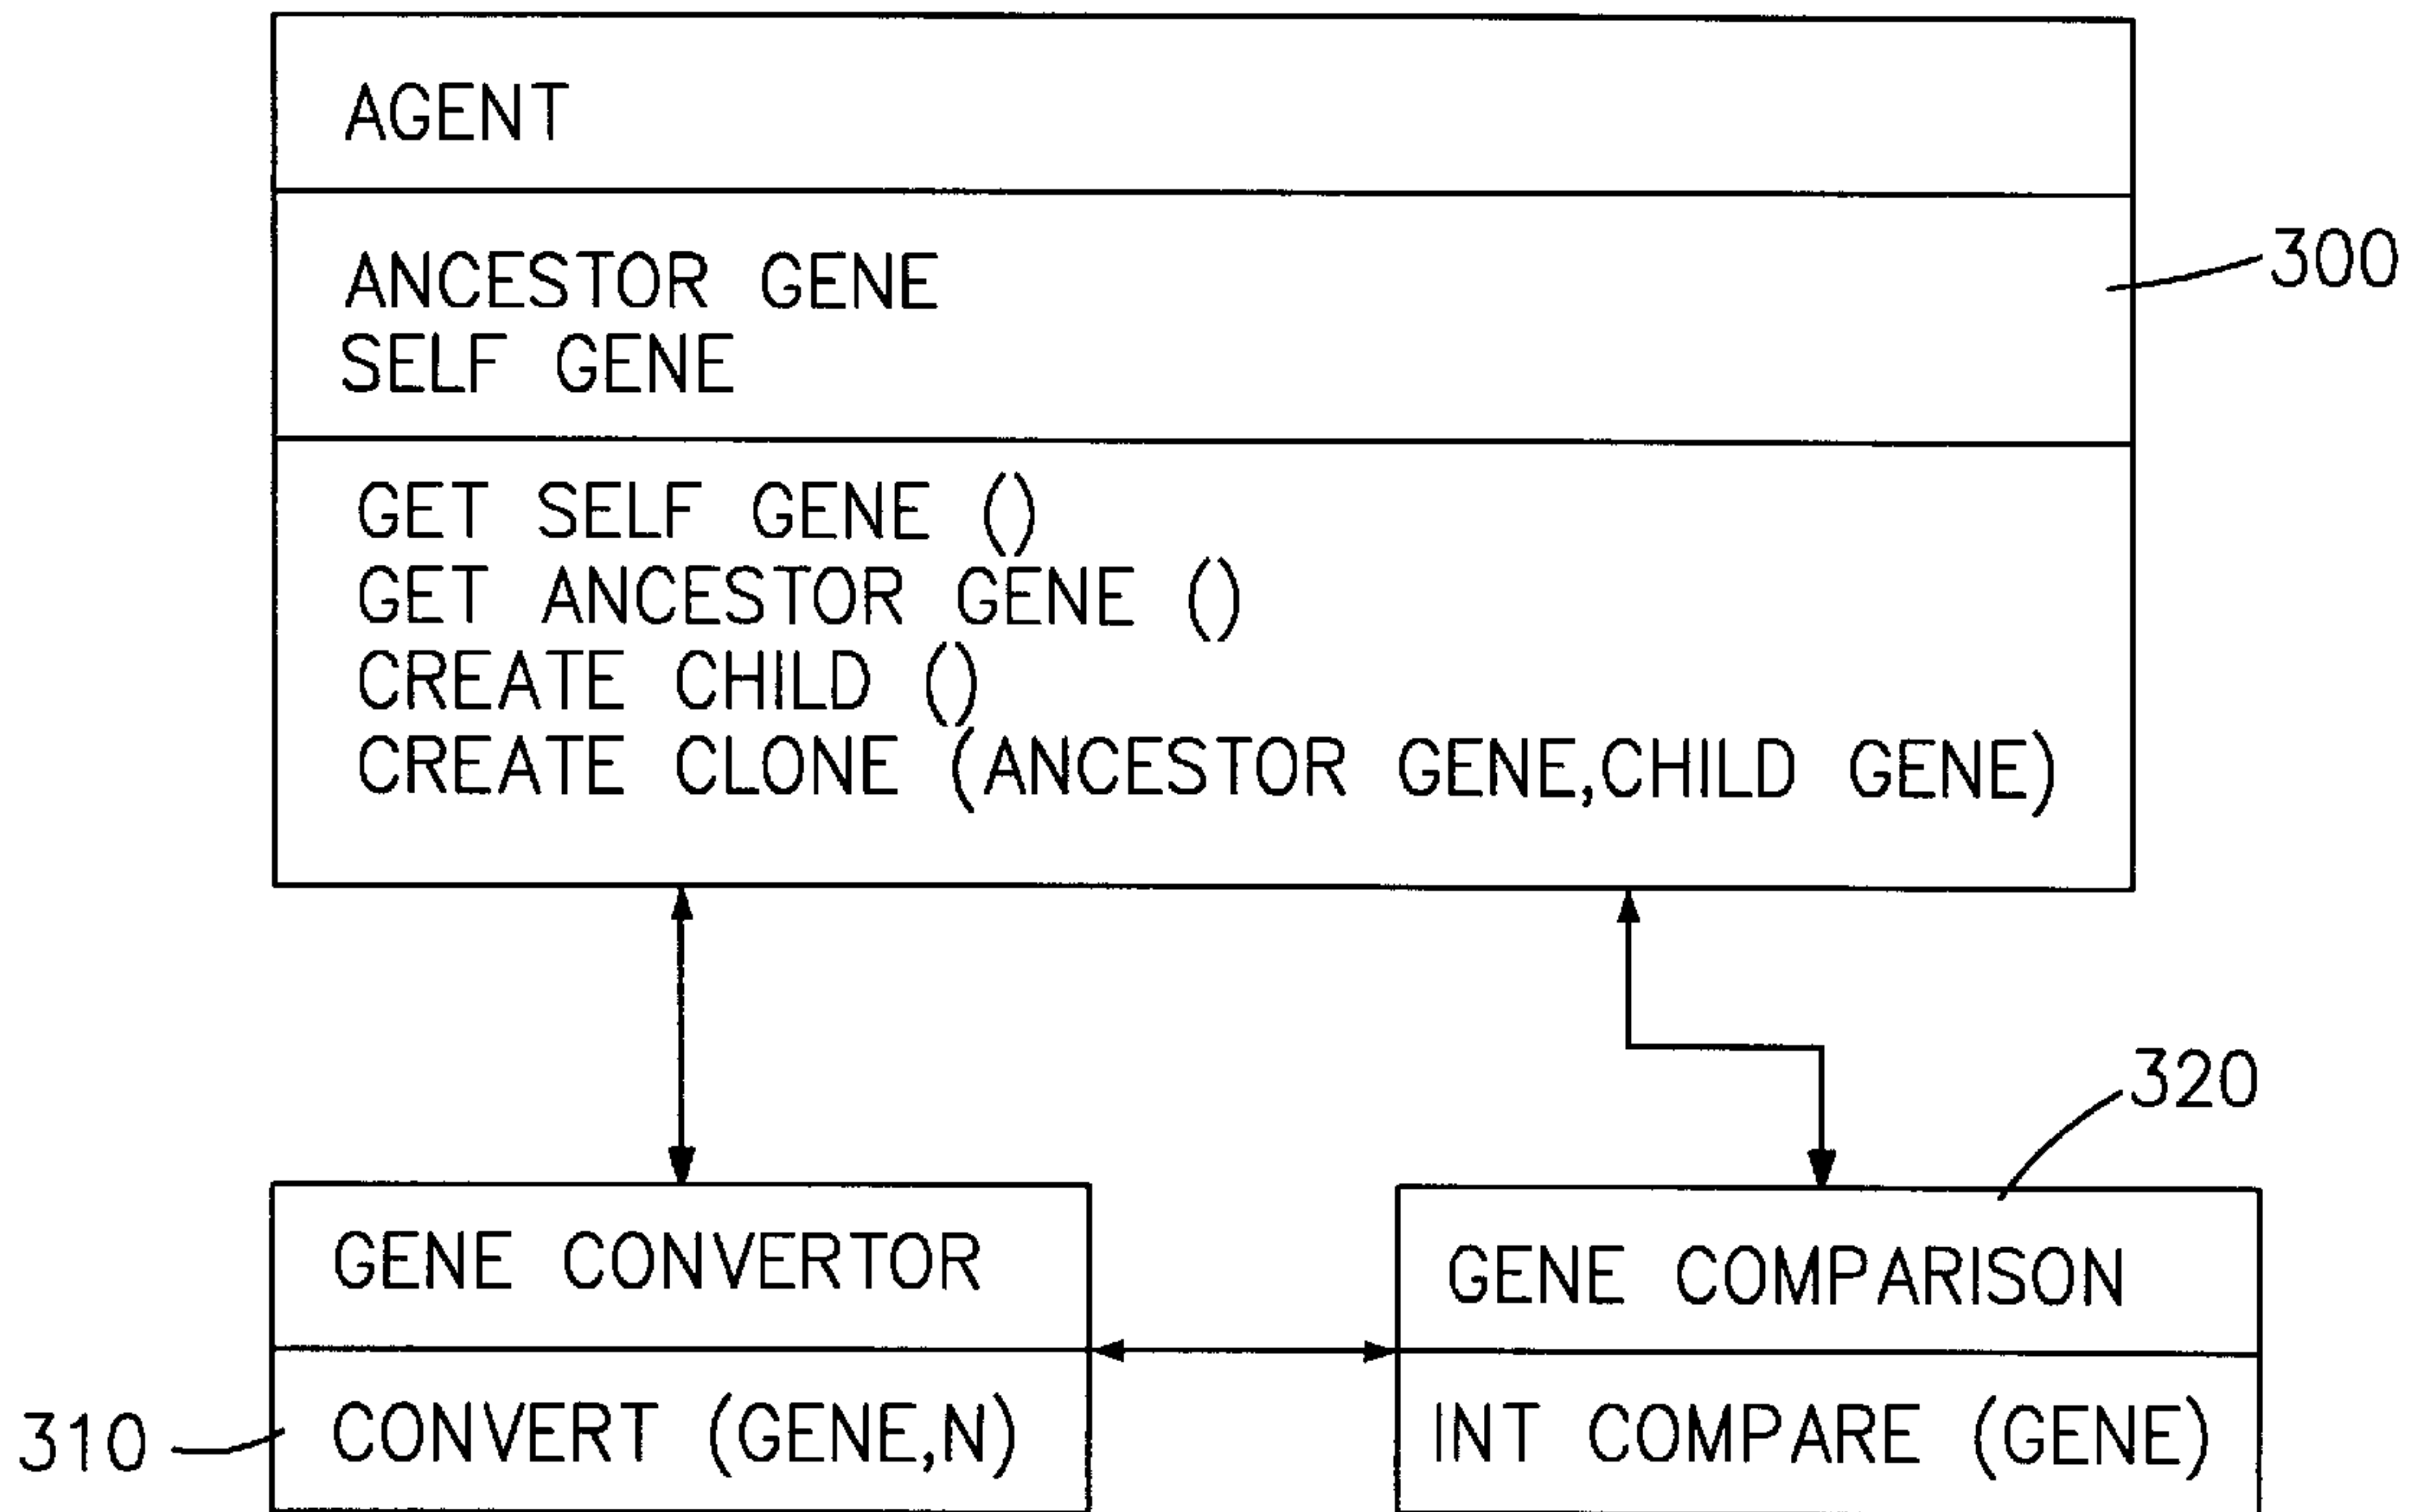 AGENT
ANCESTOR GENE
SELF GENE
300
GET SELF GENE ()
GET ANCESTOR GENE ()
CREATE CHILD ()
CREATE CLONE (ANCESTOR GENE,CHILD GENE)
320
GENE CONVERTOR
GENE COMPARISON
310
CONVERT (GENE,N)
INT COMPARE (GENE)